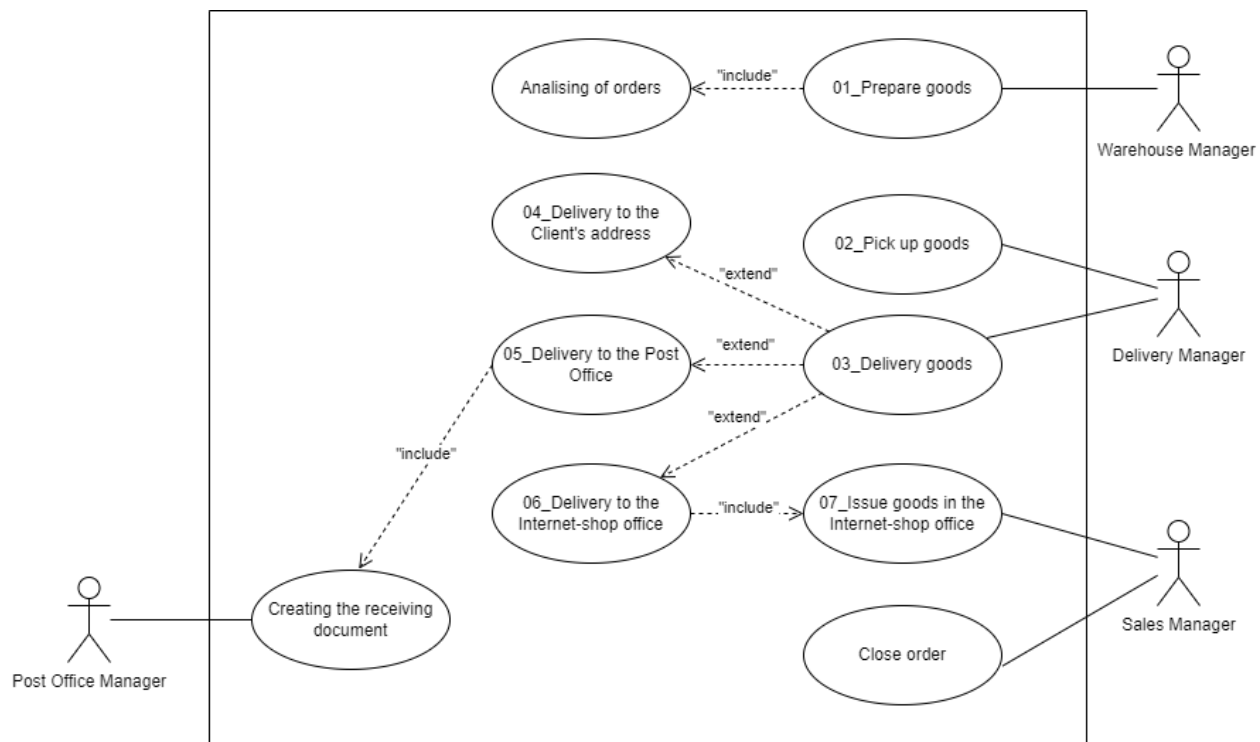 Analising of orders
"include"
01_Prepare goods
Warehouse Manager
04_Delivery to the
Client's address
02_Pick up goods
"extend"
05_Delivery to the Post
Office
"extend"
03_Delivery goods
Delivery Manager
"extend"
"include"
06_Delivery to the
Internet-shop office
"include"
07_Issue goods in the
Internet-shop office
Sales Manager
Creating the receiving
document
Post Office Manager
Close order